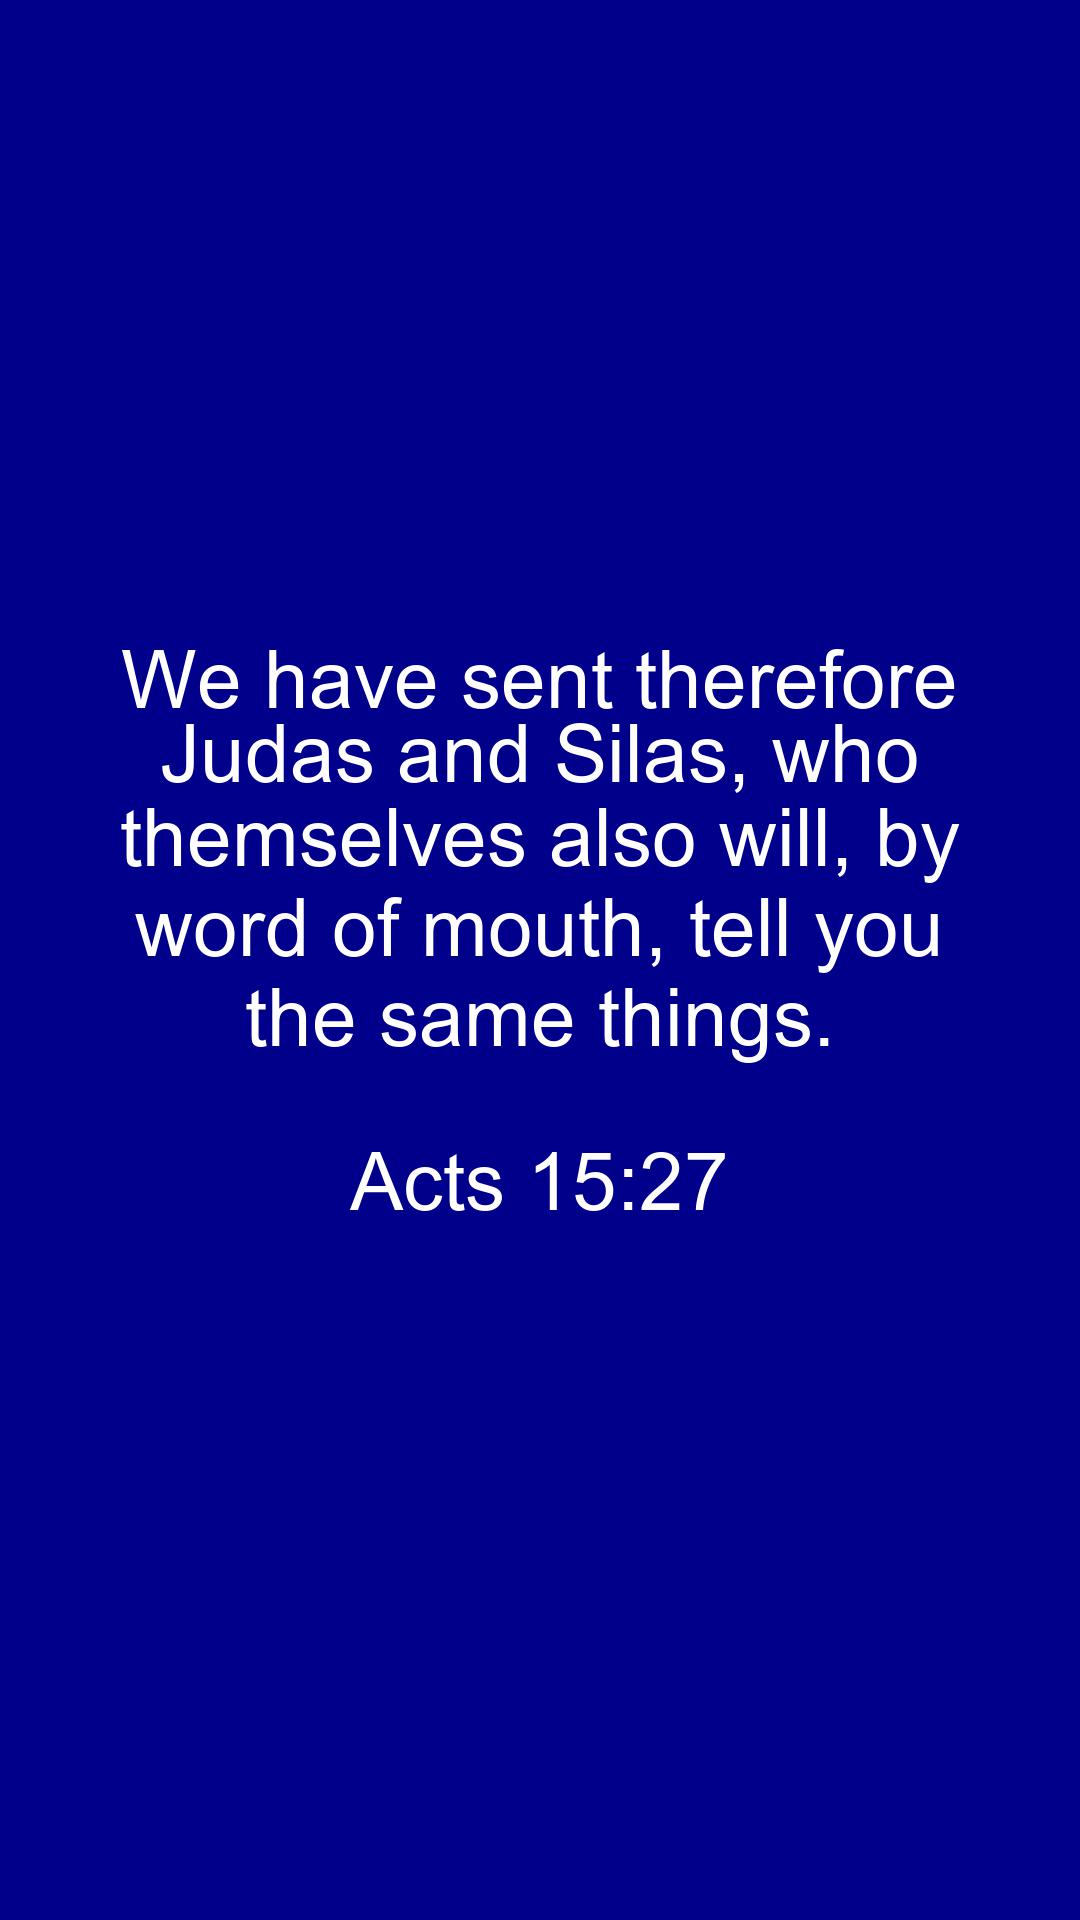 We have sent therefore
Judas and Silas, who
themselves also will, by
word of mouth, tell you
the same things.
Acts 15:27